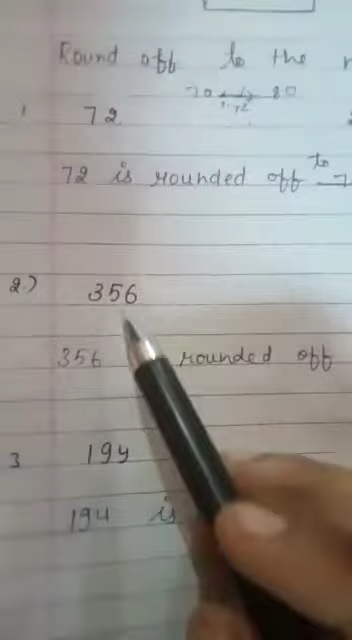 Round off to the
70 80
72
1 72
72 is rounded off to
2.) 356
356 rounded off
3 194
194 is